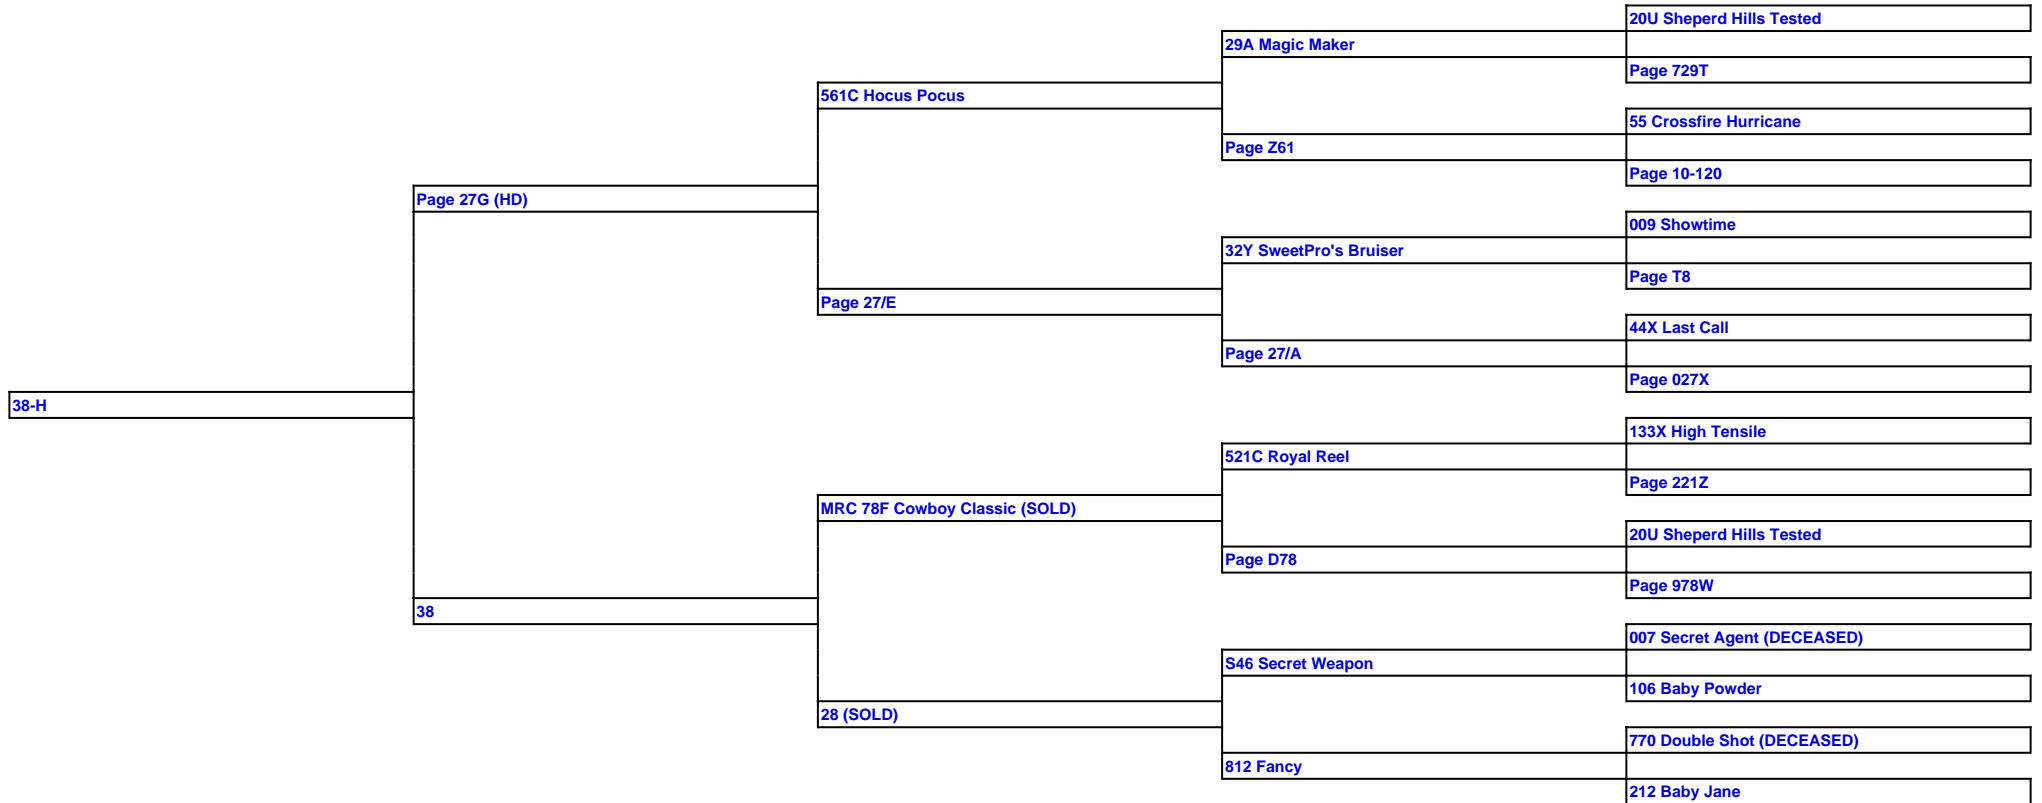 20U Sheperd Hills Tested
29A Magic Maker
Page 729T
561C Hocus Pocus
55 Crossfire Hurricane
Page Z61
Page 10-120
Page 27G (HD)
009 Showtime
32Y SweetPro's Bruiser
Page T8
Page 27/E
44X Last Call
Page 27/A
Page 027X
38-H
133X High Tensile
521C Royal Reel
Page 221Z
MRC 78F Cowboy Classic (SOLD)
20U Sheperd Hills Tested
Page D78
Page 978W
38
007 Secret Agent (DECEASED)
S46 Secret Weapon
106 Baby Powder
28 (SOLD)
770 Double Shot (DECEASED)
812 Fancy
212 Baby Jane